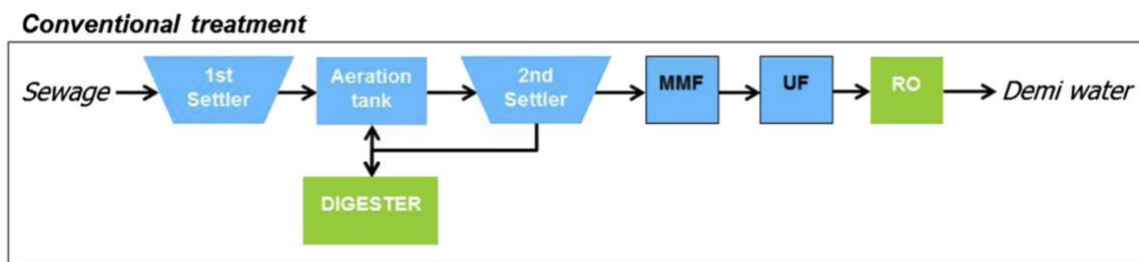 Conventional treatment
Sewage
1st
Settler
Aeration
tank
2nd
Settler
MMF
UF
RO
Demi water
DIGESTER